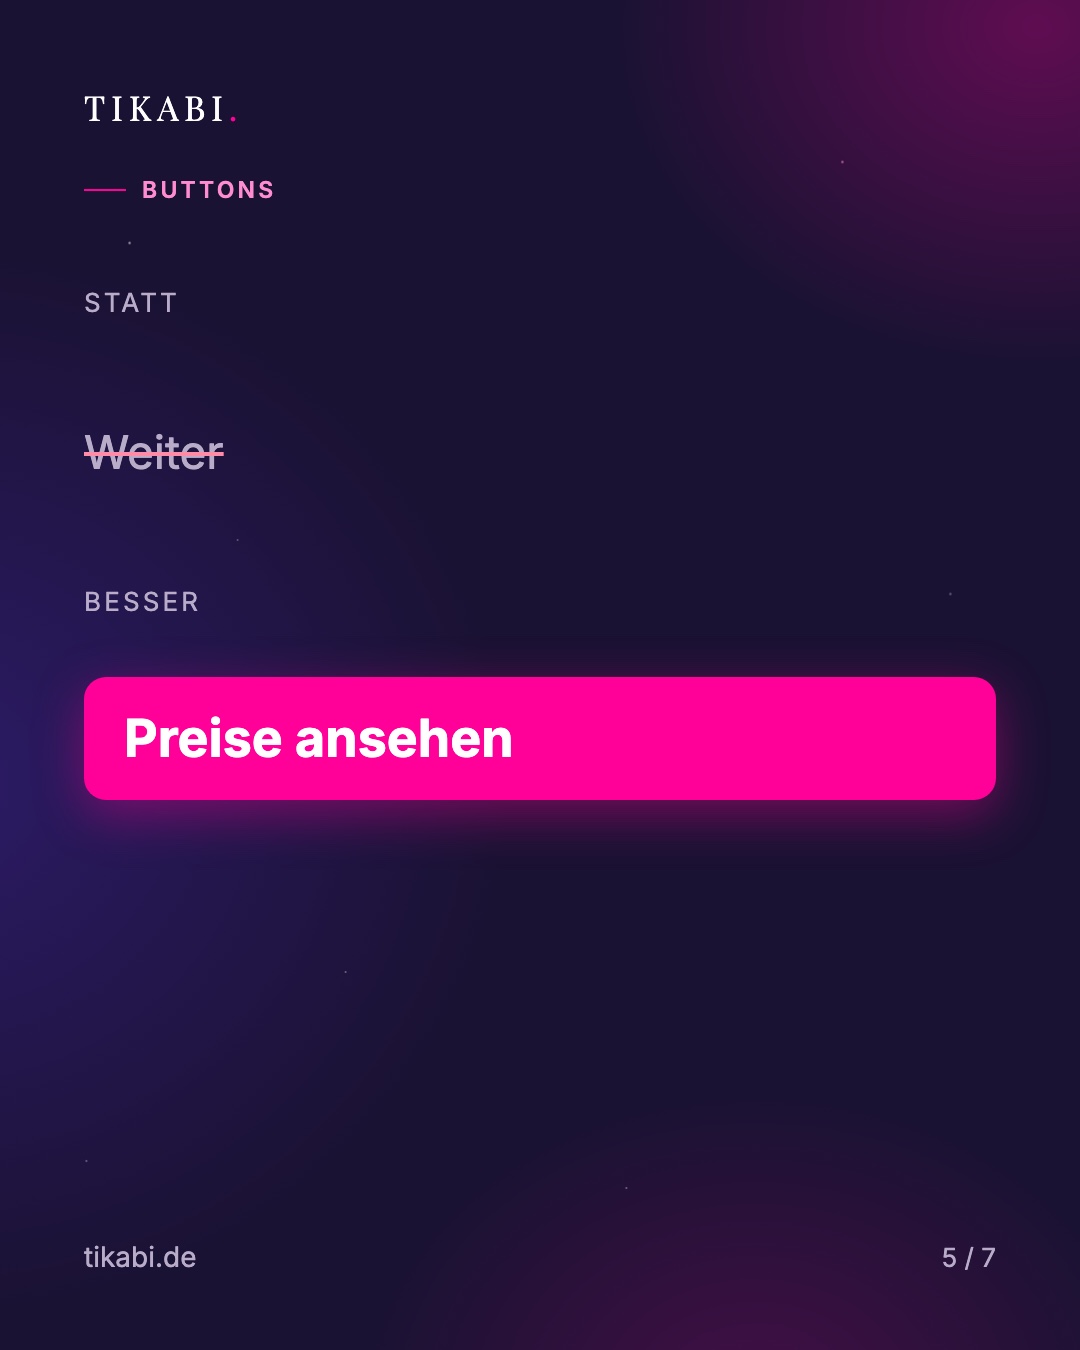 TIKABI.
BUTTONS
STATT
Weiter
BESSER
Preise ansehen
tikabi.de
5 / 7